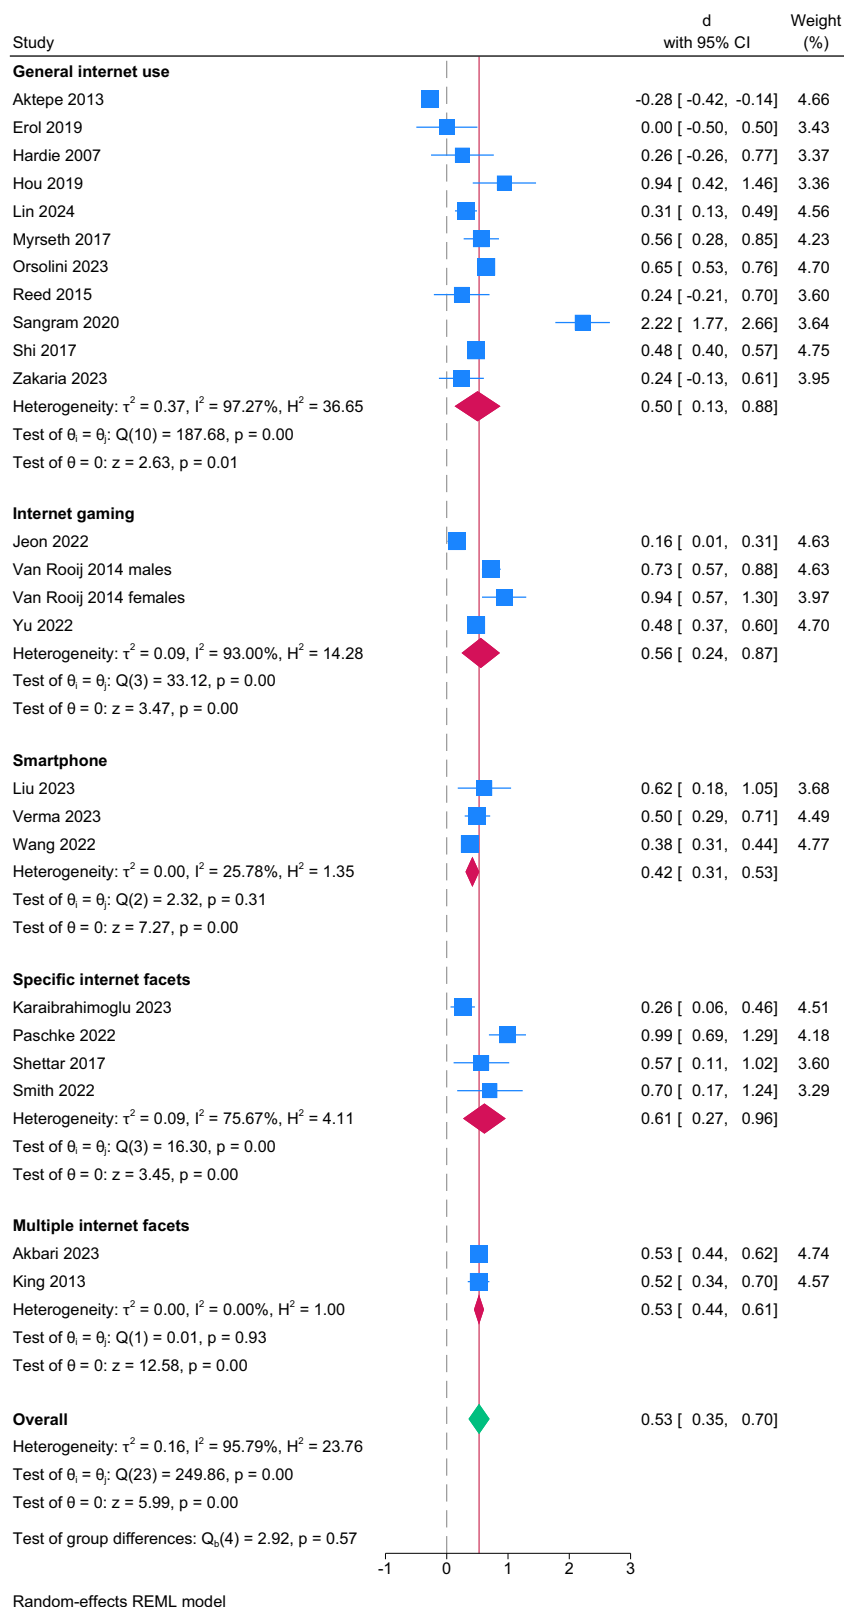 d Weight
Study with 95% CI (%)
General internet use
Aktepe 2013 -0.28 [ -0.42, -0.14] 4.66
Erol 2019 0.00 [ -0.50, 0.50] 3.43
Hardie 2007 0.26 [ -0.26, 0.77] 3.37
Hou 2019 0.94 [ 0.42, 1.46] 3.36
Lin 2024 0.31 [ 0.13, 0.49] 4.56
Myrseth 2017 0.56 [ 0.28, 0.85] 4.23
Orsolini 2023 0.65 [ 0.53, 0.76] 4.70
Reed 2015 0.24 [ -0.21, 0.70] 3.60
Sangram 2020 2.22 [ 1.77, 2.66] 3.64
Shi 2017 0.48 [ 0.40, 0.57] 4.75
Zakaria 2023 0.24 [ -0.13, 0.61] 3.95
Heterogeneity: τ² = 0.37, I² = 97.27%, H² = 36.65 0.50 [ 0.13, 0.88]
Test of θᵢ = θⱼ: Q(10) = 187.68, p = 0.00
Test of θ = 0: z = 2.63, p = 0.01
Internet gaming
Jeon 2022 0.16 [ 0.01, 0.31] 4.63
Van Rooij 2014 males 0.73 [ 0.57, 0.88] 4.63
Van Rooij 2014 females 0.94 [ 0.57, 1.30] 3.97
Yu 2022 0.48 [ 0.37, 0.60] 4.70
Heterogeneity: τ² = 0.09, I² = 93.00%, H² = 14.28 0.56 [ 0.24, 0.87]
Test of θᵢ = θⱼ: Q(3) = 33.12, p = 0.00
Test of θ = 0: z = 3.47, p = 0.00
Smartphone
Liu 2023 0.62 [ 0.18, 1.05] 3.68
Verma 2023 0.50 [ 0.29, 0.71] 4.49
Wang 2022 0.38 [ 0.31, 0.44] 4.77
Heterogeneity: τ² = 0.00, I² = 25.78%, H² = 1.35 0.42 [ 0.31, 0.53]
Test of θᵢ = θⱼ: Q(2) = 2.32, p = 0.31
Test of θ = 0: z = 7.27, p = 0.00
Specific internet facets
Karaibrahimoglu 2023 0.26 [ 0.06, 0.46] 4.51
Paschke 2022 0.99 [ 0.69, 1.29] 4.18
Shettar 2017 0.57 [ 0.11, 1.02] 3.60
Smith 2022 0.70 [ 0.17, 1.24] 3.29
Heterogeneity: τ² = 0.09, I² = 75.67%, H² = 4.11 0.61 [ 0.27, 0.96]
Test of θᵢ = θⱼ: Q(3) = 16.30, p = 0.00
Test of θ = 0: z = 3.45, p = 0.00
Multiple internet facets
Akbari 2023 0.53 [ 0.44, 0.62] 4.74
King 2013 0.52 [ 0.34, 0.70] 4.57
Heterogeneity: τ² = 0.00, I² = 0.00%, H² = 1.00 0.53 [ 0.44, 0.61]
Test of θᵢ = θⱼ: Q(1) = 0.01, p = 0.93
Test of θ = 0: z = 12.58, p = 0.00
Overall 0.53 [ 0.35, 0.70]
Heterogeneity: τ² = 0.16, I² = 95.79%, H² = 23.76
Test of θᵢ = θⱼ: Q(23) = 249.86, p = 0.00
Test of θ = 0: z = 5.99, p = 0.00
Test of group differences: Q_b(4) = 2.92, p = 0.57
-1 0 1 2 3
Random-effects REML model